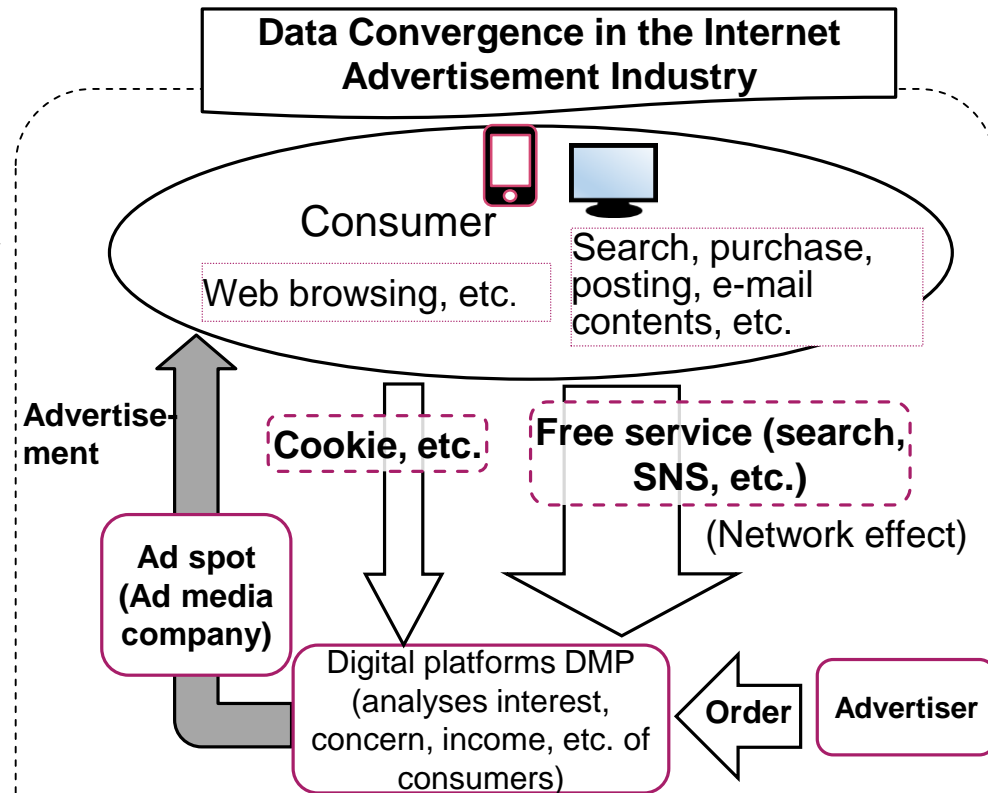 Data Convergence in the Internet
Advertisement Industry
Consumer
Web browsing, etc.
Search, purchase,
posting, e-mail
contents, etc.
Advertise-
ment
Cookie, etc.
Free service (search,
SNS, etc.)
(Network effect)
Ad spot
(Ad media
company)
Digital platforms DMP
(analyses interest,
concern, income, etc. of
consumers)
Order
Advertiser